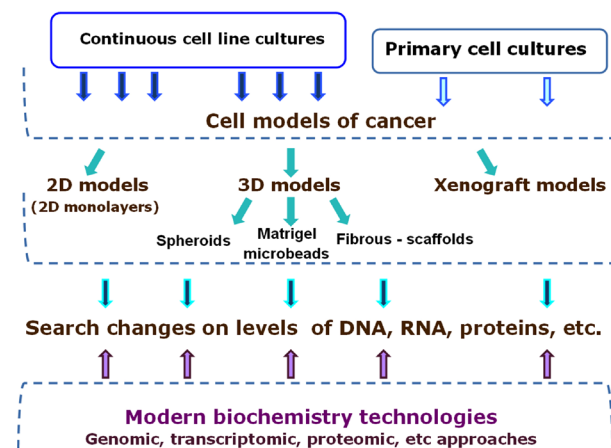 Continuous cell line cultures
Primary cell cultures
Cell models of cancer
2D models
(2D monolayers)
3D models
Xenograft models
Spheroids
Matrigel
microbeads
Fibrous - scaffolds
Search changes on levels of DNA, RNA, proteins, etc.
Modern biochemistry technologies
Genomic, transcriptomic, proteomic, etc approaches